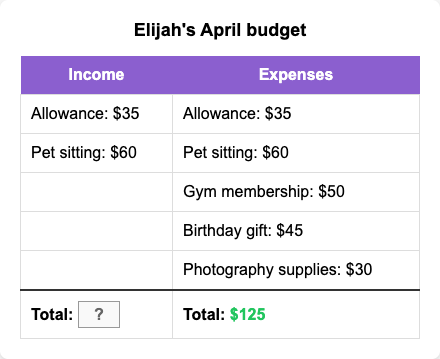 Elijah's April budget
Income Expenses
Allowance: $35 Allowance: $35
Pet sitting: $60 Pet sitting: $60
Gym membership: $50
Birthday gift: $45
Photography supplies: $30
Total: ? Total: $125